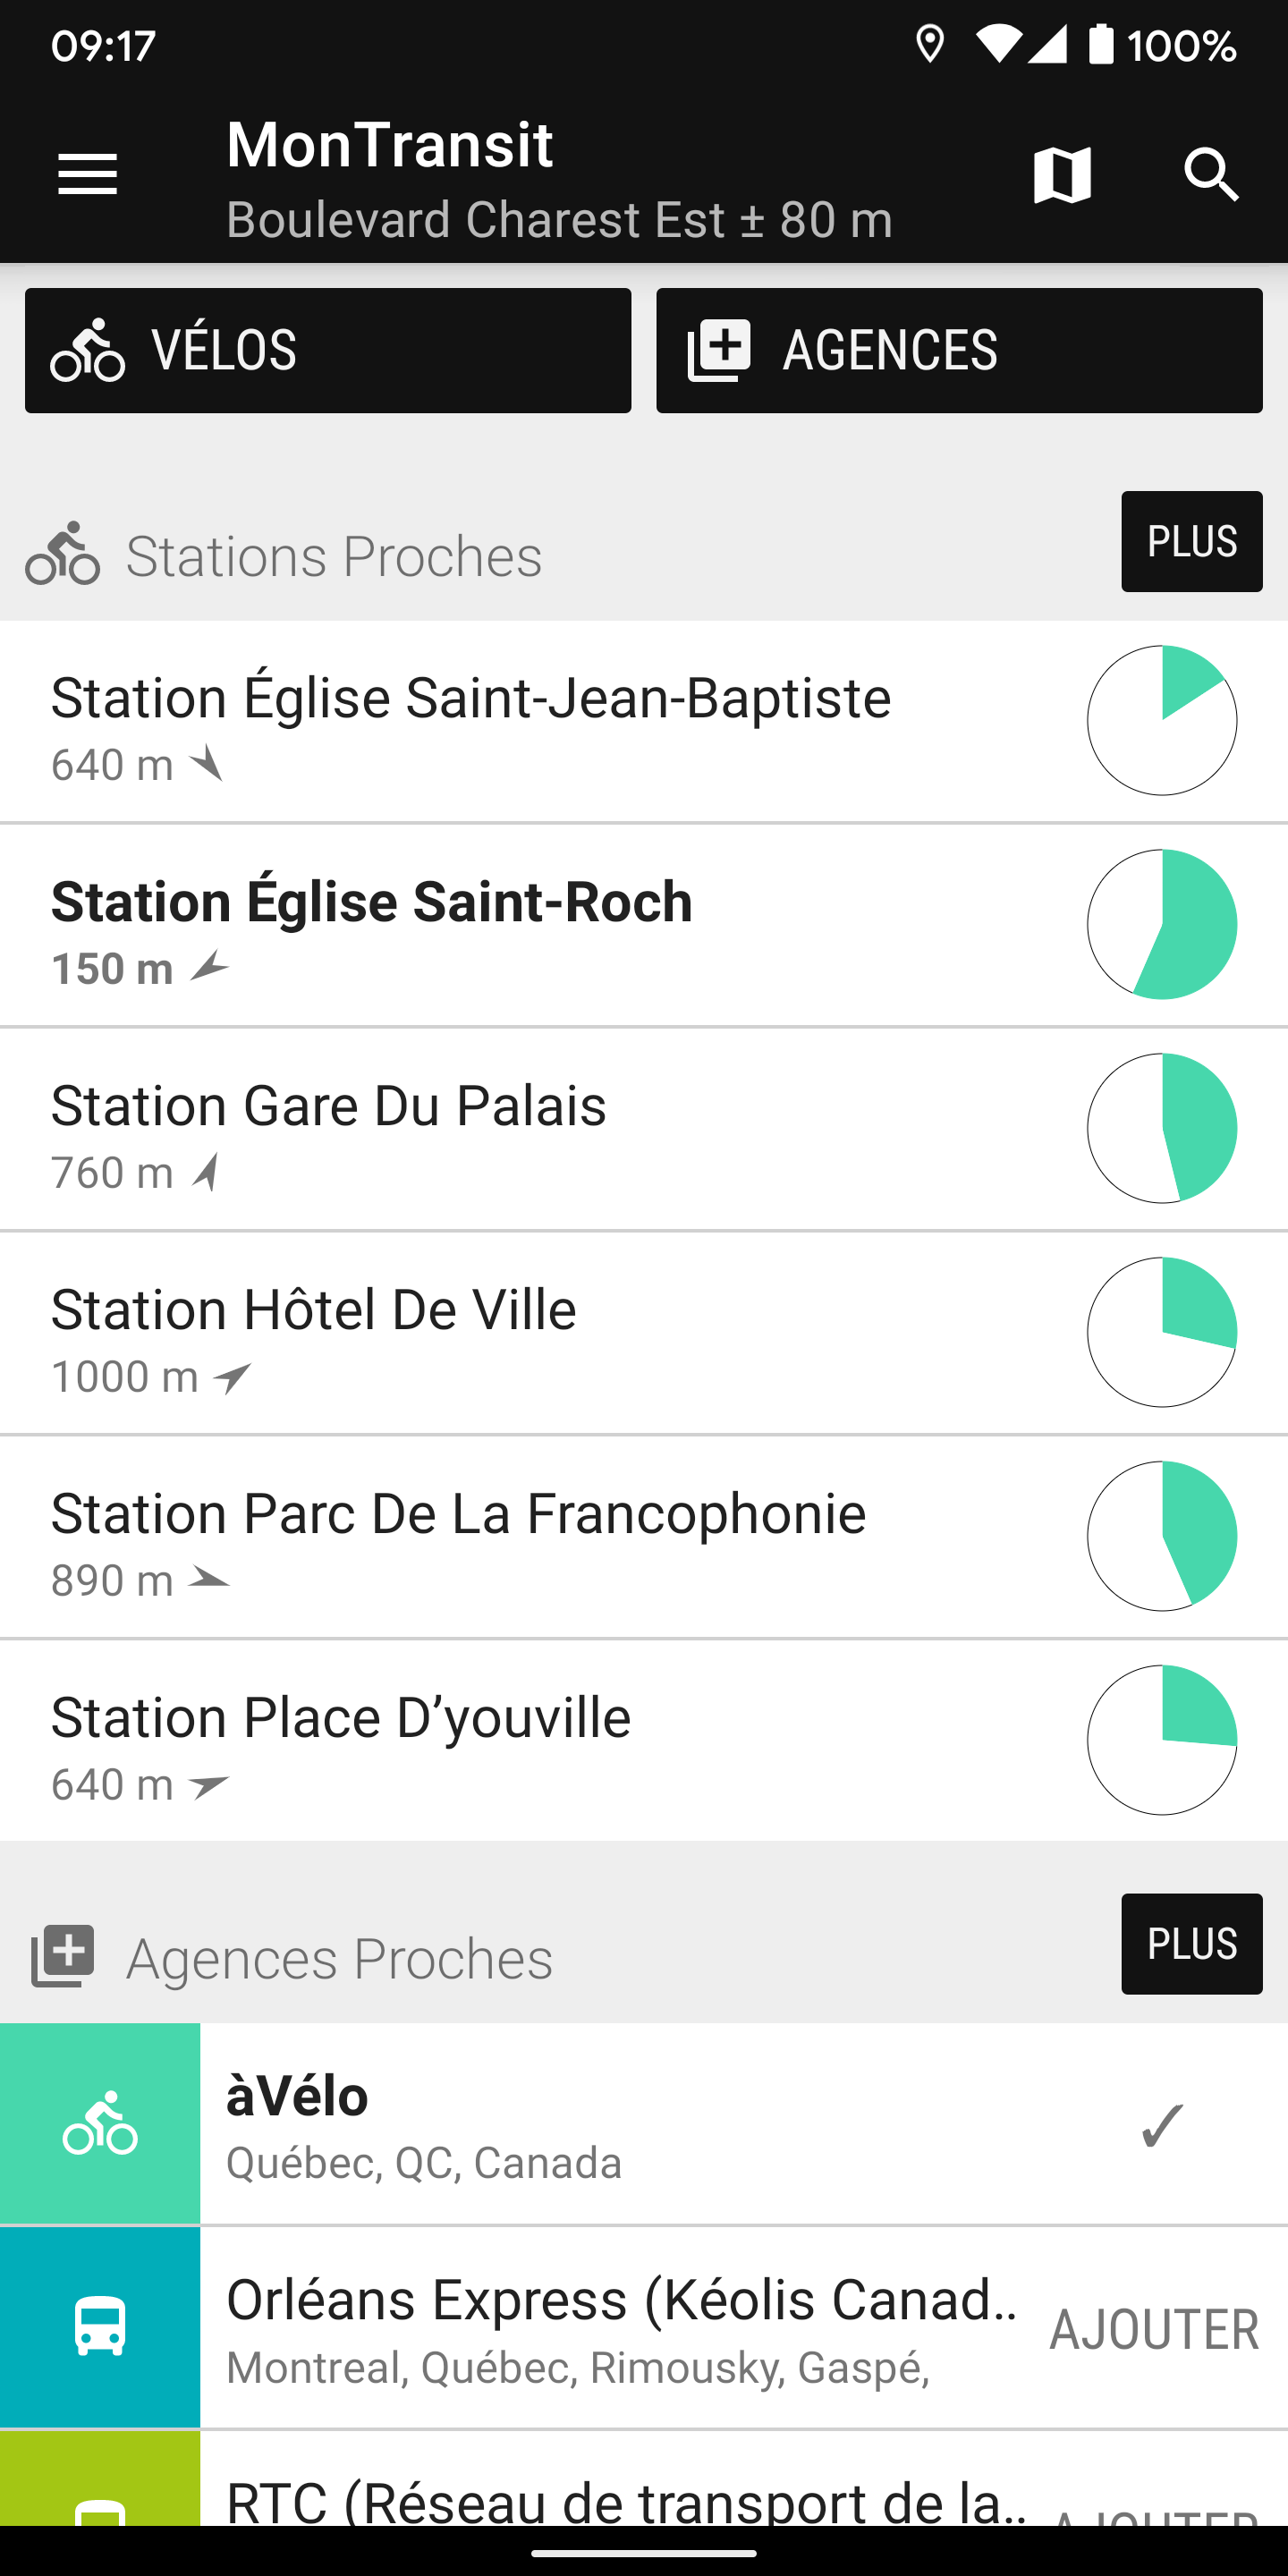 09:17
100%
MonTransit
Boulevard Charest Est ± 80 m
VÉLOS
AGENCES
Stations Proches
PLUS
Station Église Saint-Jean-Baptiste
640 m
Station Église Saint-Roch
150 m
Station Gare Du Palais
760 m
Station Hôtel De Ville
1000 m
Station Parc De La Francophonie
890 m
Station Place D’youville
640 m
Agences Proches
PLUS
àVélo
Québec, QC, Canada
✓
Orléans Express (Kéolis Canad..
AJOUTER
Montreal, Québec, Rimousky, Gaspé,
RTC (Réseau de transport de la..
AJOUTER